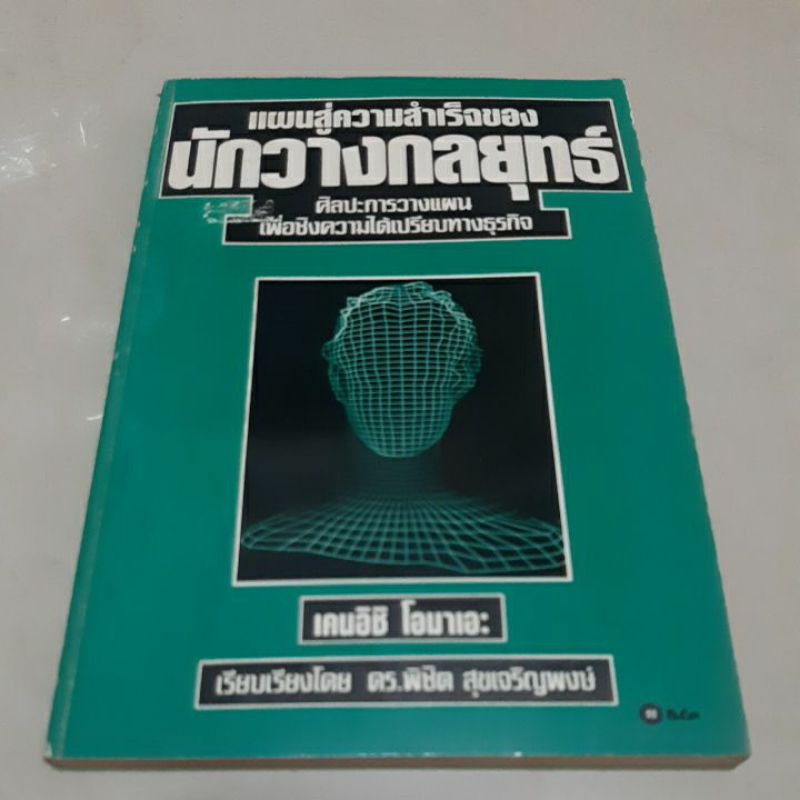 แผนสู่ความสำเร็จของ
นักวางกลยุทธ์
ศิลปะการวางแผน
เพื่อชิงความได้เปรียบทางธุรกิจ
เคนอิชิ โอมาเอะ
เรียบเรียงโดย ดร.พิชิต สุขเจริญพงษ์